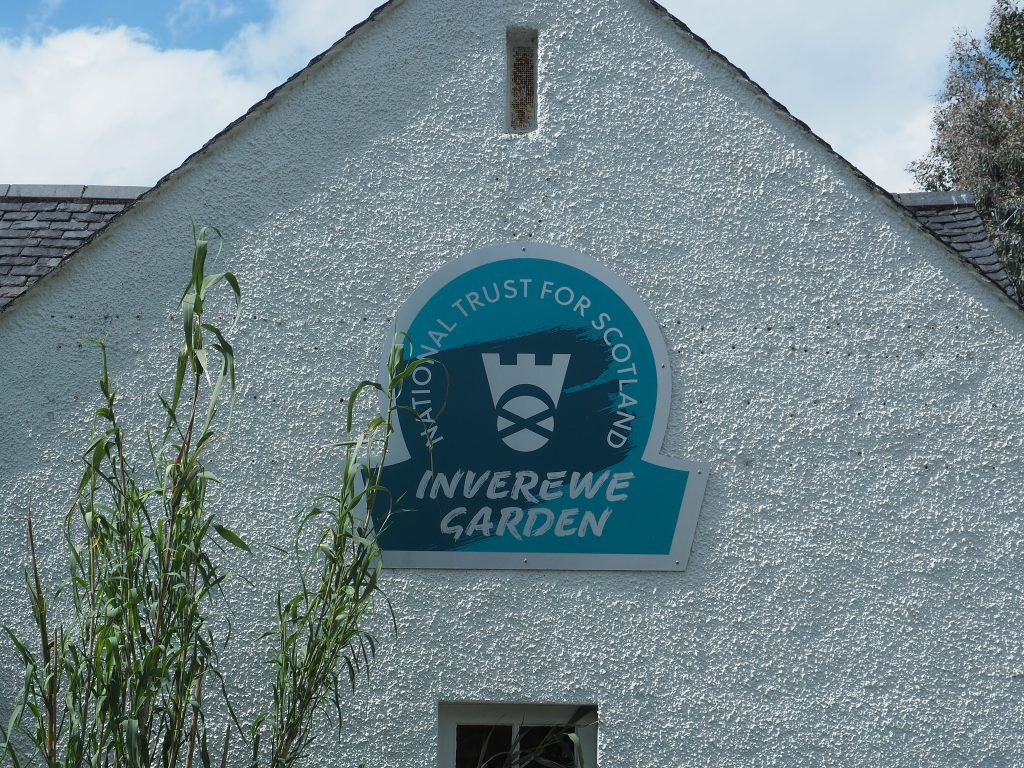 NATIONAL TRUST FOR SCOTLAND
INVEREWE
GARDEN